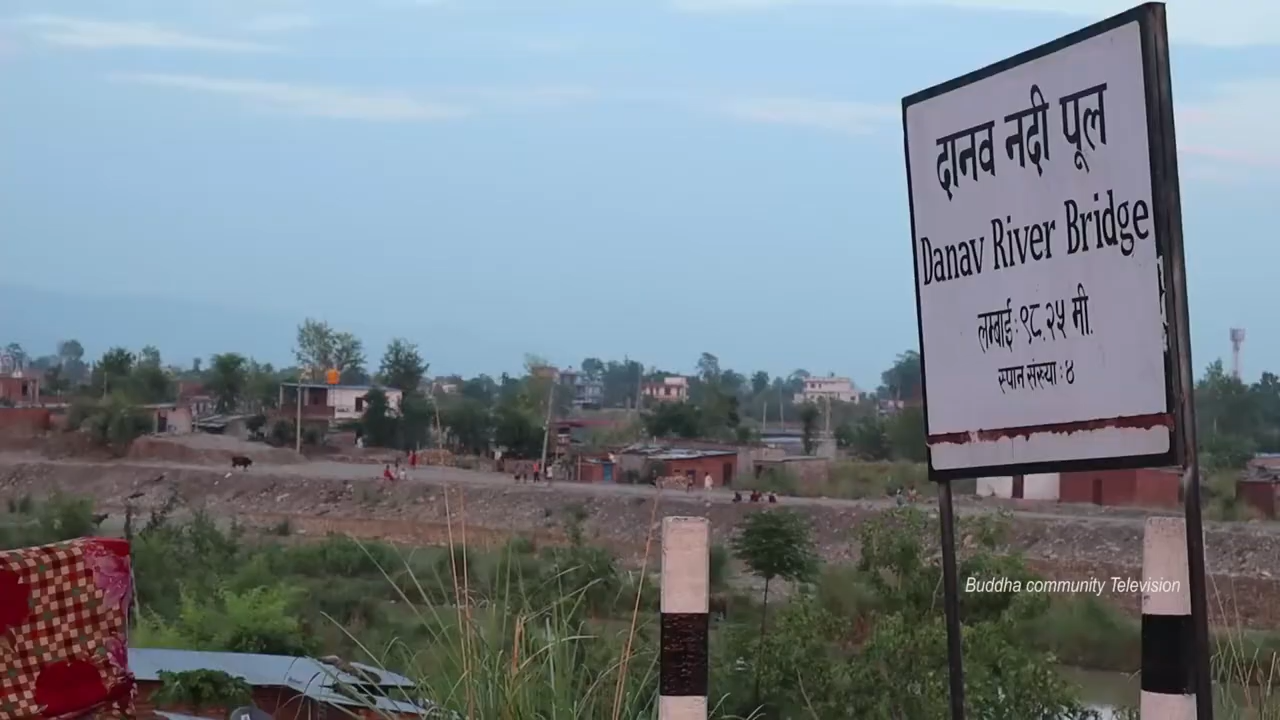 दानव नदी पूल
Danav River Bridge
लम्बाई : ९८.२५ मी.
स्पान संख्या : ४
Buddha community Television